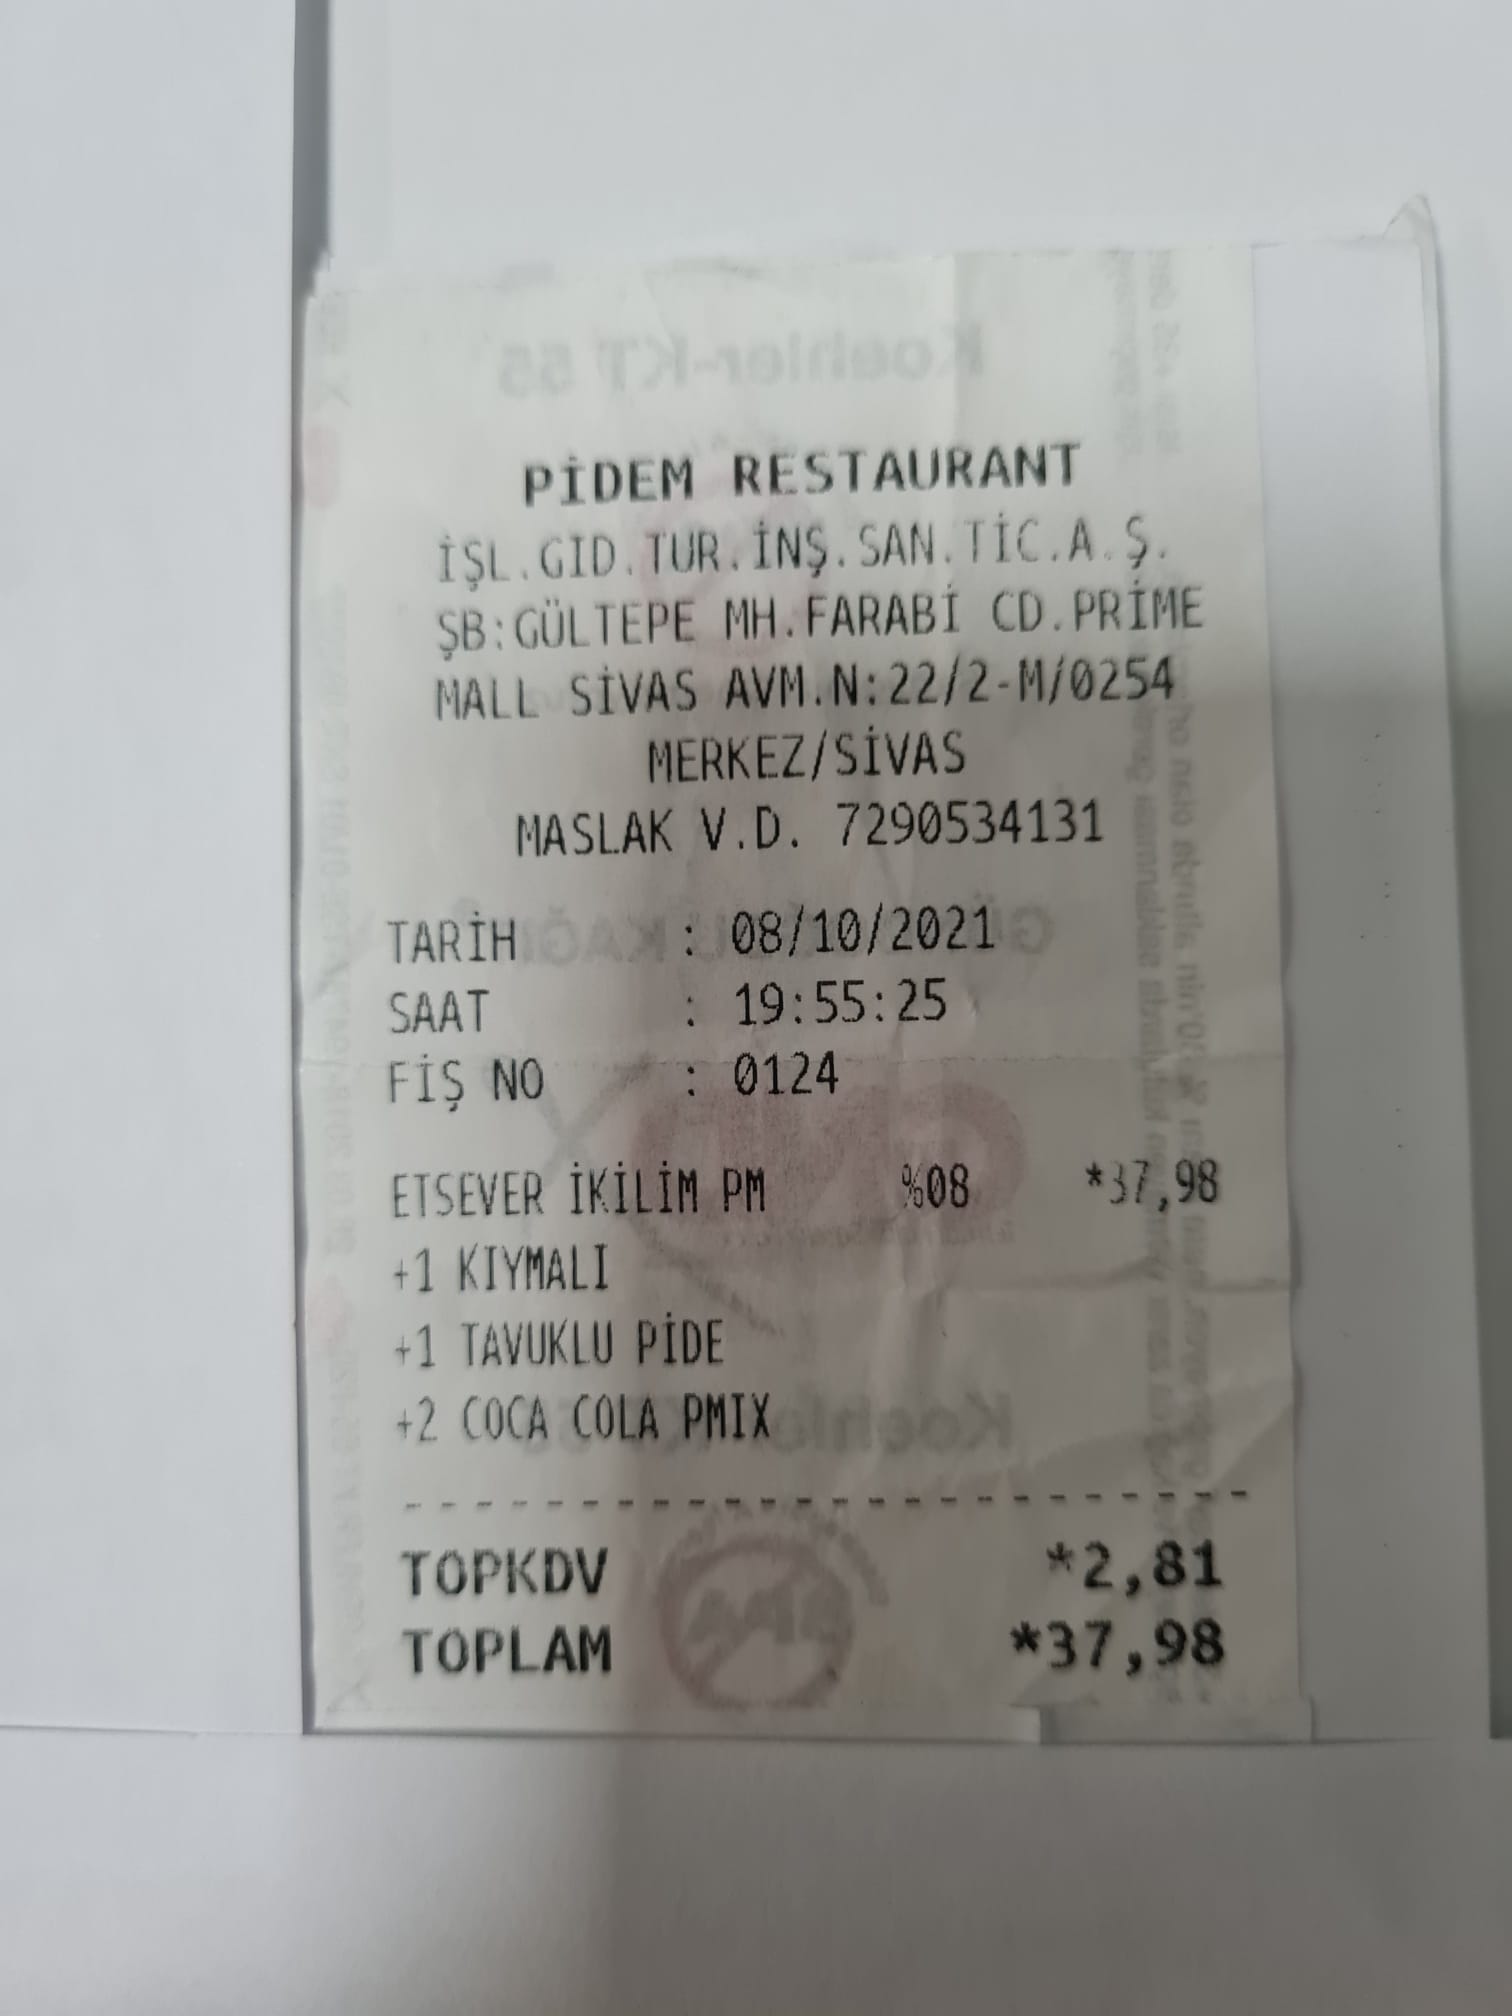 PİDEM RESTAURANT
İŞL.GID.TUR.İNŞ.SAN.TİC.A.Ş.
ŞB:GÜLTEPE MH.FARABİ CD.PRİME
MALL SİVAS AVM.N:22/2-M/0254
MERKEZ/SİVAS
MASLAK V.D. 7290534131
TARİH : 08/10/2021
SAAT : 19:55:25
FİŞ NO : 0124
ETSEVER İKİLİM PM %08 *37,98
+1 KIYMALI
+1 TAVUKLU PİDE
+2 COCA COLA PMIX
TOPKDV *2,81
TOPLAM *37,98
Koehler-KT 55